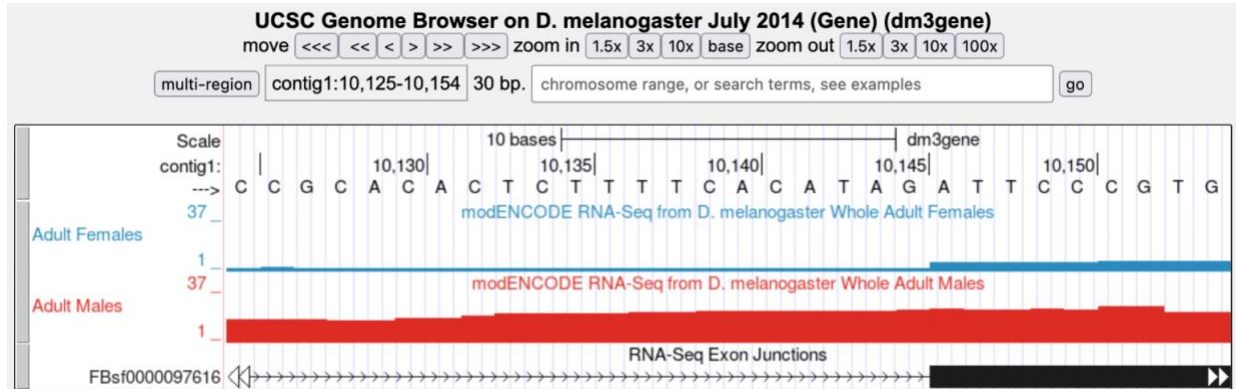 UCSC Genome Browser on D. melanogaster July 2014 (Gene) (dm3gene)
move <<< << < > >> >>> zoom in 1.5x 3x 10x base zoom out 1.5x 3x 10x 100x
multi-region contig1:10,125-10,154 30 bp. chromosome range, or search terms, see examples go
Scale 10 bases dm3gene
contig1: 10,130 10,135 10,140 10,145 10,150
---> C C G C A C A C T C T T T T C A C A T A G A T T C C C G T G
37 modENCODE RNA-Seq from D. melanogaster Whole Adult Females
Adult Females
1
37 modENCODE RNA-Seq from D. melanogaster Whole Adult Males
Adult Males
1
RNA-Seq Exon Junctions
FBsf0000097616